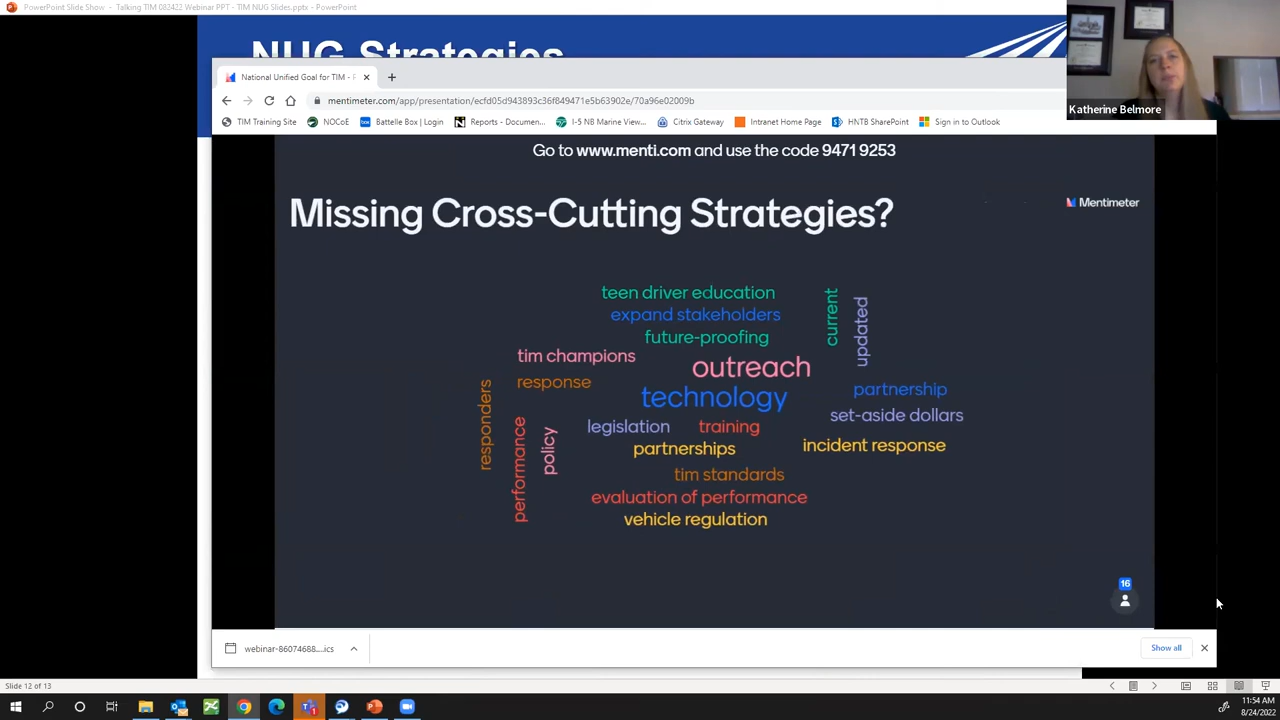 PowerPoint Slide Show - Talking TIM 082422 Webinar PPT - TIM NUG Slides.pptx - PowerPoint
NUG Strategies
National Unified Goal for TIM - F
mentimeter.com/app/presentation/ecfd05d943893c36f849471e5b63902e/70a96e02009b
TIM Training Site
NOCoE
Battelle Box | Login
Reports - Documen...
I-5 NB Marine View...
Citrix Gateway
Intranet Home Page
HNTB SharePoint
Sign in to Outlook
Katherine Belmore
Go to www.menti.com and use the code 9471 9253
Missing Cross-Cutting Strategies?
Mentimeter
teen driver education
expand stakeholders
future-proofing
current
updated
tim champions
outreach
response
technology
partnership
responders
set-aside dollars
performance
policy
legislation
training
partnerships
incident response
tim standards
evaluation of performance
vehicle regulation
16
webinar-86074688....ics
Show all
Slide 12 of 13
11:54 AM
8/24/2022